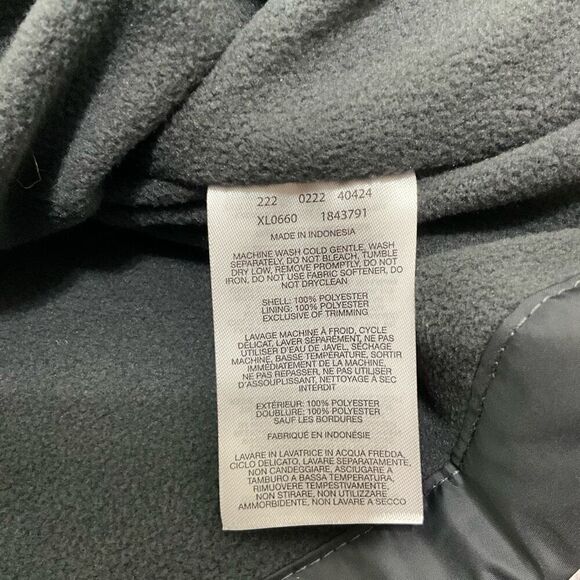 222 0222 40424
XL0660 1843791
MADE IN INDONESIA
MACHINE WASH COLD GENTLE, WASH
SEPARATELY, DO NOT BLEACH, TUMBLE
DRY LOW, REMOVE PROMPTLY, DO NOT
IRON, DO NOT USE FABRIC SOFTENER, DO
NOT DRYCLEAN
SHELL: 100% POLYESTER
LINING: 100% POLYESTER
EXCLUSIVE OF TRIMMING
LAVAGE MACHINE À FROID, CYCLE
DÉLICAT, LAVER SÉPARÉMENT, NE PAS
UTILISER D'EAU DE JAVEL, SÉCHAGE
MACHINE, BASSE TEMPÉRATURE, SORTIR
IMMÉDIATEMENT DE LA MACHINE,
NE PAS REPASSER, NE PAS UTILISER
D'ASSOUPLISSANT, NETTOYAGE À SEC
INTERDIT
EXTÉRIEUR: 100% POLYESTER
DOUBLURE: 100% POLYESTER
SAUF LES BORDURES
FABRIQUÉ EN INDONÉSIE
LAVARE IN LAVATRICE IN ACQUA FREDDA,
CICLO DELICATO, LAVARE SEPARATAMENTE,
NON CANDEGGIARE, ASCIUGARE A
TAMBURO A BASSA TEMPERATURA,
RIMUOVERE TEMPESTIVAMENTE,
NON STIRARE, NON UTILIZZARE
AMMORBIDENTE, NON LAVARE A SECCO